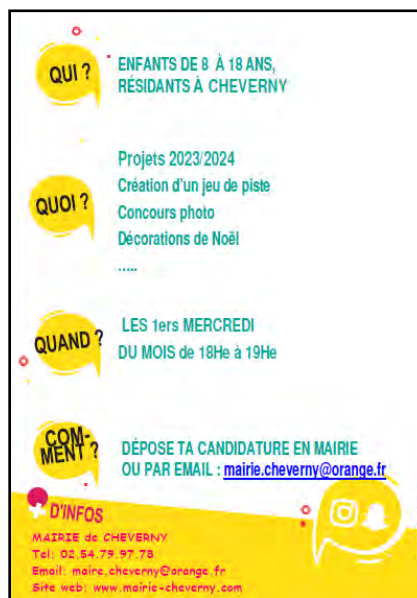 QUI ?
ENFANTS DE 8 À 18 ANS,
RÉSIDANTS À CHEVERNY
QUOI ?
Projets 2023/2024
Création d'un jeu de piste
Concours photo
Décorations de Noël
.....
QUAND ?
LES 1ers MERCREDI
DU MOIS de 18He à 19He
COM-
MENT ?
DÉPOSE TA CANDIDATURE EN MAIRIE
OU PAR EMAIL : mairie.cheverny@orange.fr
+ D'INFOS
MAIRIE de CHEVERNY
Tel: 02.54.79.97.78
Email: maire.cheverny@orange.fr
Site web: www.mairie-cheverny.com